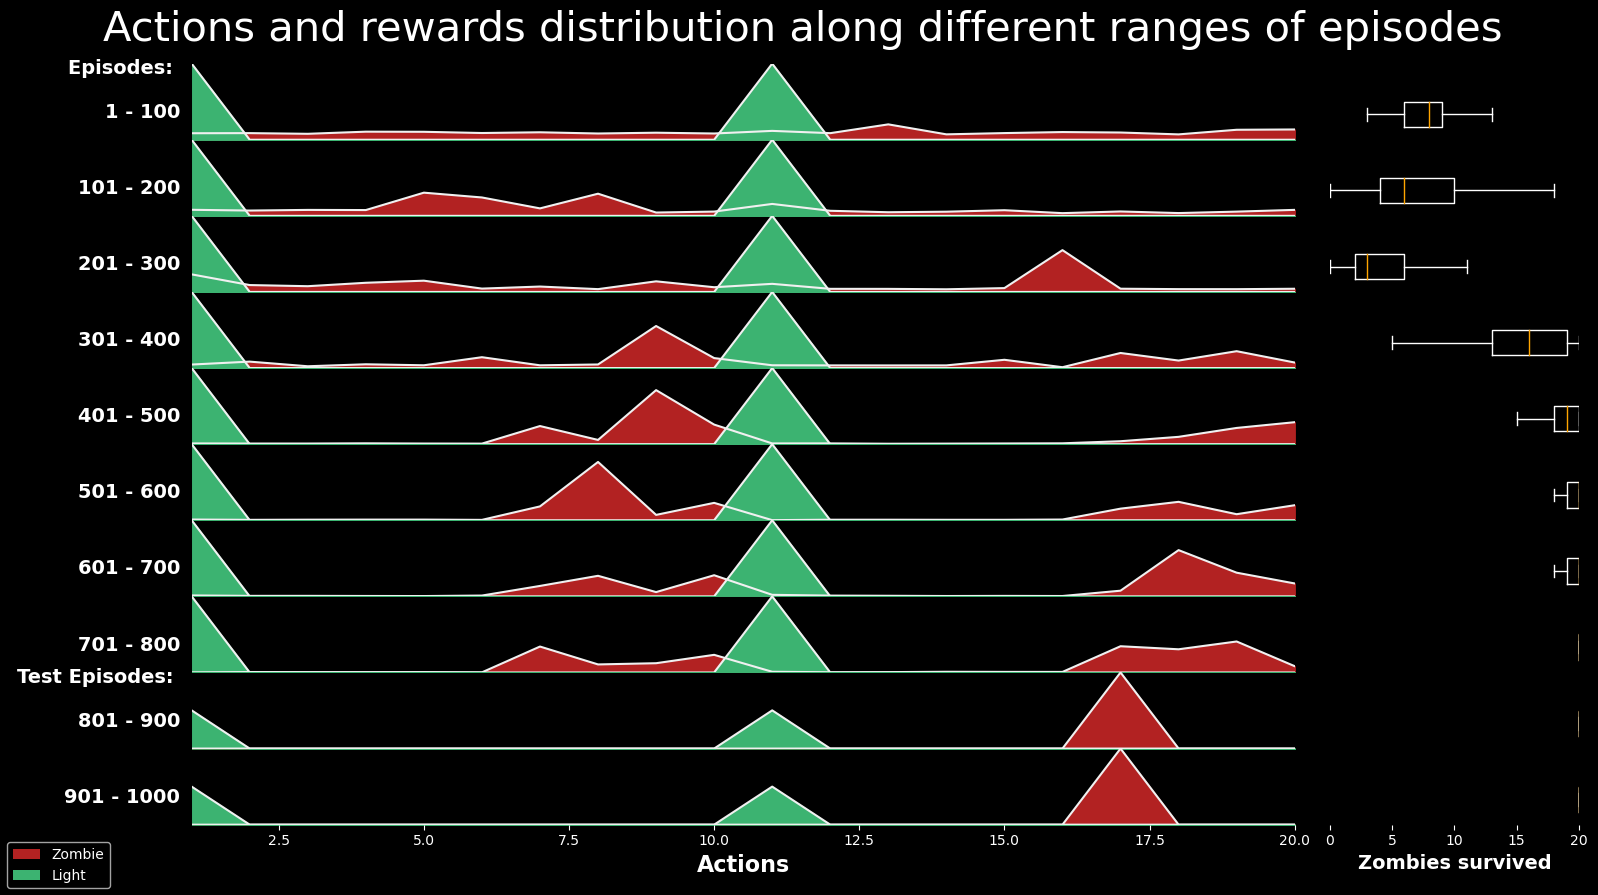 Actions and rewards distribution along different ranges of episodes
Episodes:
1 - 100
101 - 200
201 - 300
301 - 400
401 - 500
501 - 600
601 - 700
701 - 800
Test Episodes:
801 - 900
901 - 1000
2.5 5.0 7.5 10.0 12.5 15.0 17.5 20.0
0 5 10 15 20
Actions
Zombies survived
Zombie
Light